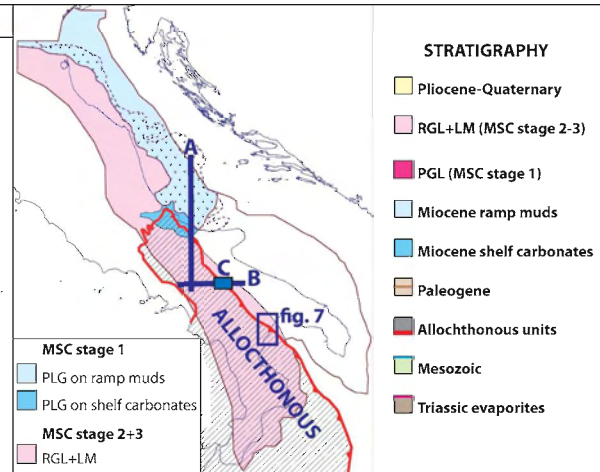 A
C
B
fig. 7
ALLOCTHONOUS
MSC stage 1
PLG on ramp muds
PLG on shelf carbonates
MSC stage 2+3
RGL+LM
STRATIGRAPHY
Pliocene-Quaternary
RGL+LM (MSC stage 2-3)
PGL (MSC stage 1)
Miocene ramp muds
Miocene shelf carbonates
Paleogene
Allochthonous units
Mesozoic
Triassic evaporites